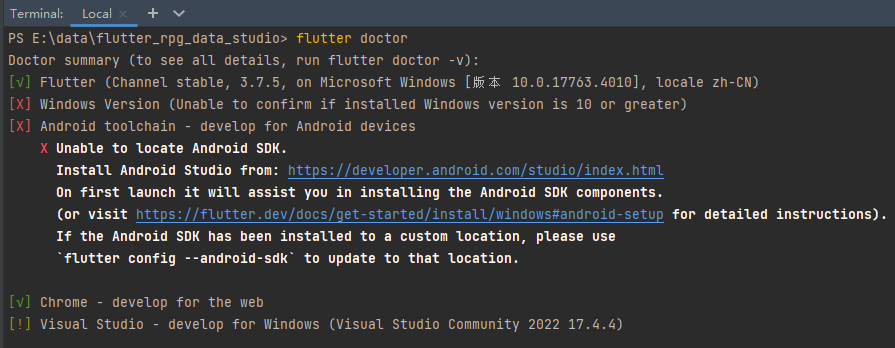 Terminal: Local × + ∨
PS E:\data\flutter_rpg_data_studio> flutter doctor
Doctor summary (to see all details, run flutter doctor -v):
[√] Flutter (Channel stable, 3.7.5, on Microsoft Windows [版本 10.0.17763.4010], locale zh-CN)
[X] Windows Version (Unable to confirm if installed Windows version is 10 or greater)
[X] Android toolchain - develop for Android devices
X Unable to locate Android SDK.
Install Android Studio from: https://developer.android.com/studio/index.html
On first launch it will assist you in installing the Android SDK components.
(or visit https://flutter.dev/docs/get-started/install/windows#android-setup for detailed instructions).
If the Android SDK has been installed to a custom location, please use
`flutter config --android-sdk` to update to that location.
[√] Chrome - develop for the web
[!] Visual Studio - develop for Windows (Visual Studio Community 2022 17.4.4)